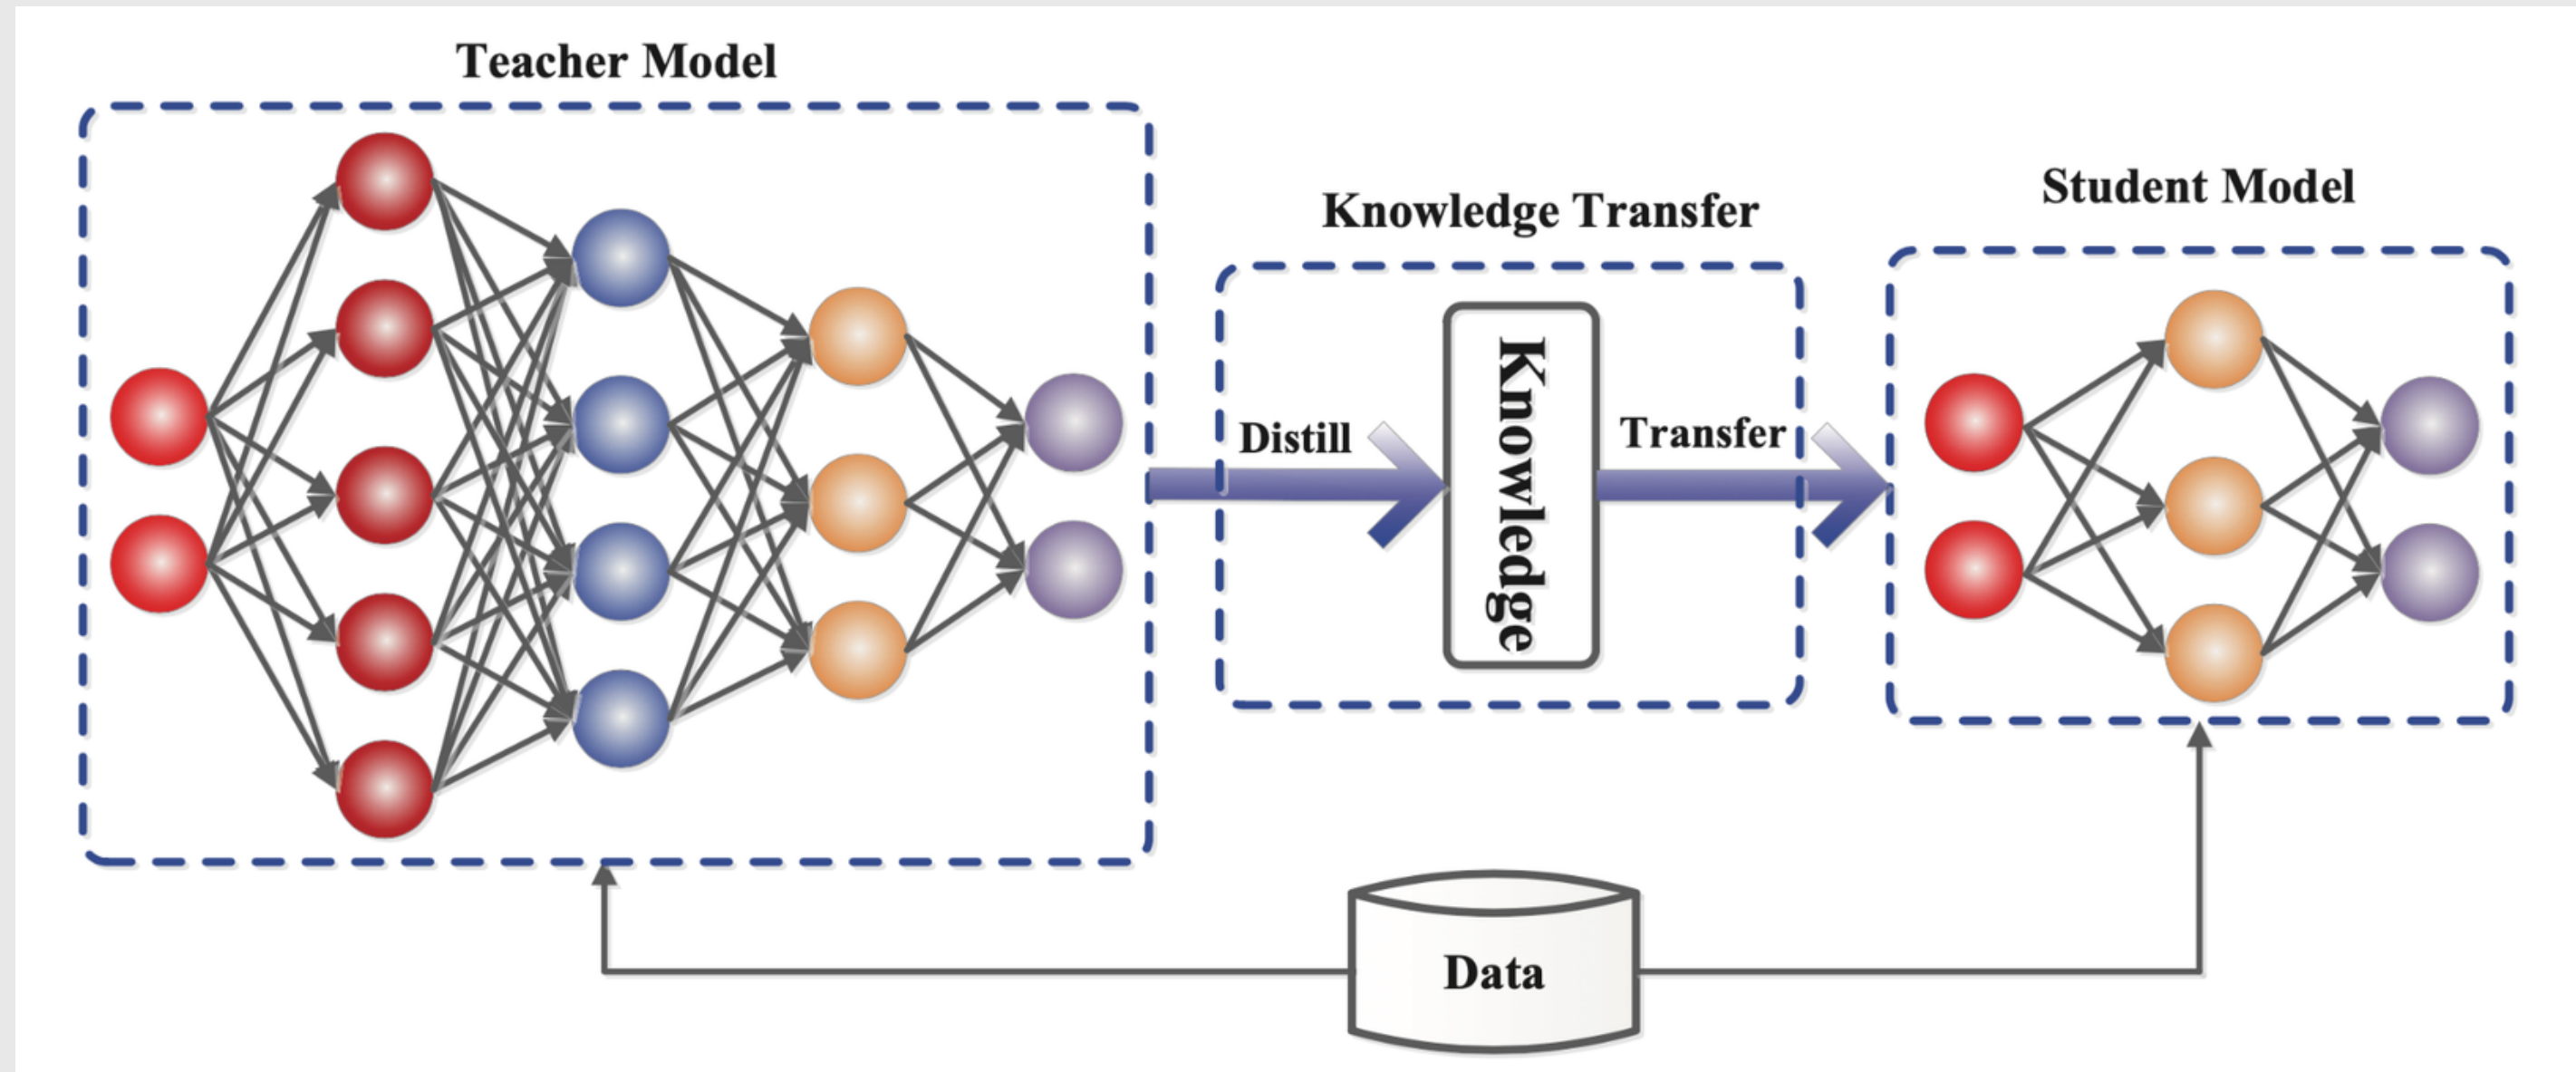 Teacher Model
Knowledge Transfer
Student Model
Distill
Knowledge
Transfer
Data